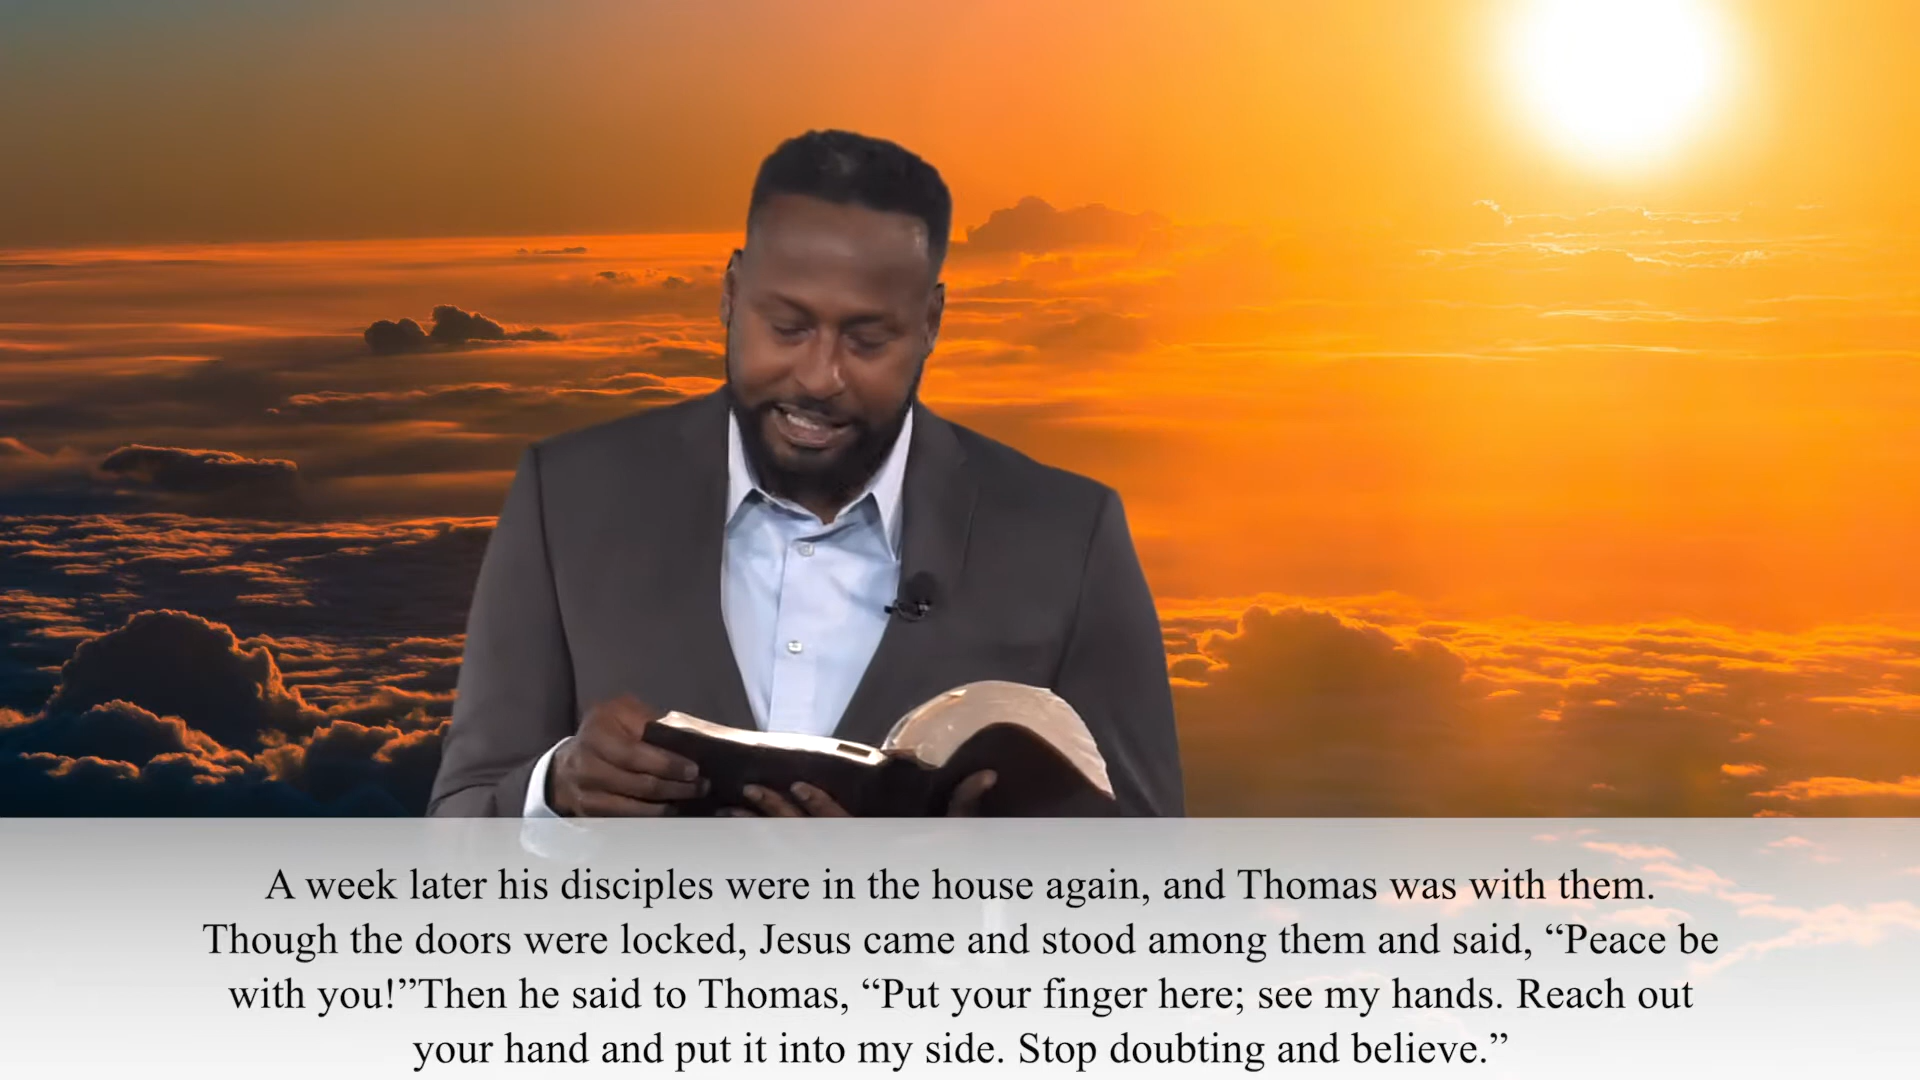 A week later his disciples were in the house again, and Thomas was with them.
Though the doors were locked, Jesus came and stood among them and said, “Peace be
with you!”Then he said to Thomas, “Put your finger here; see my hands. Reach out
your hand and put it into my side. Stop doubting and believe.”